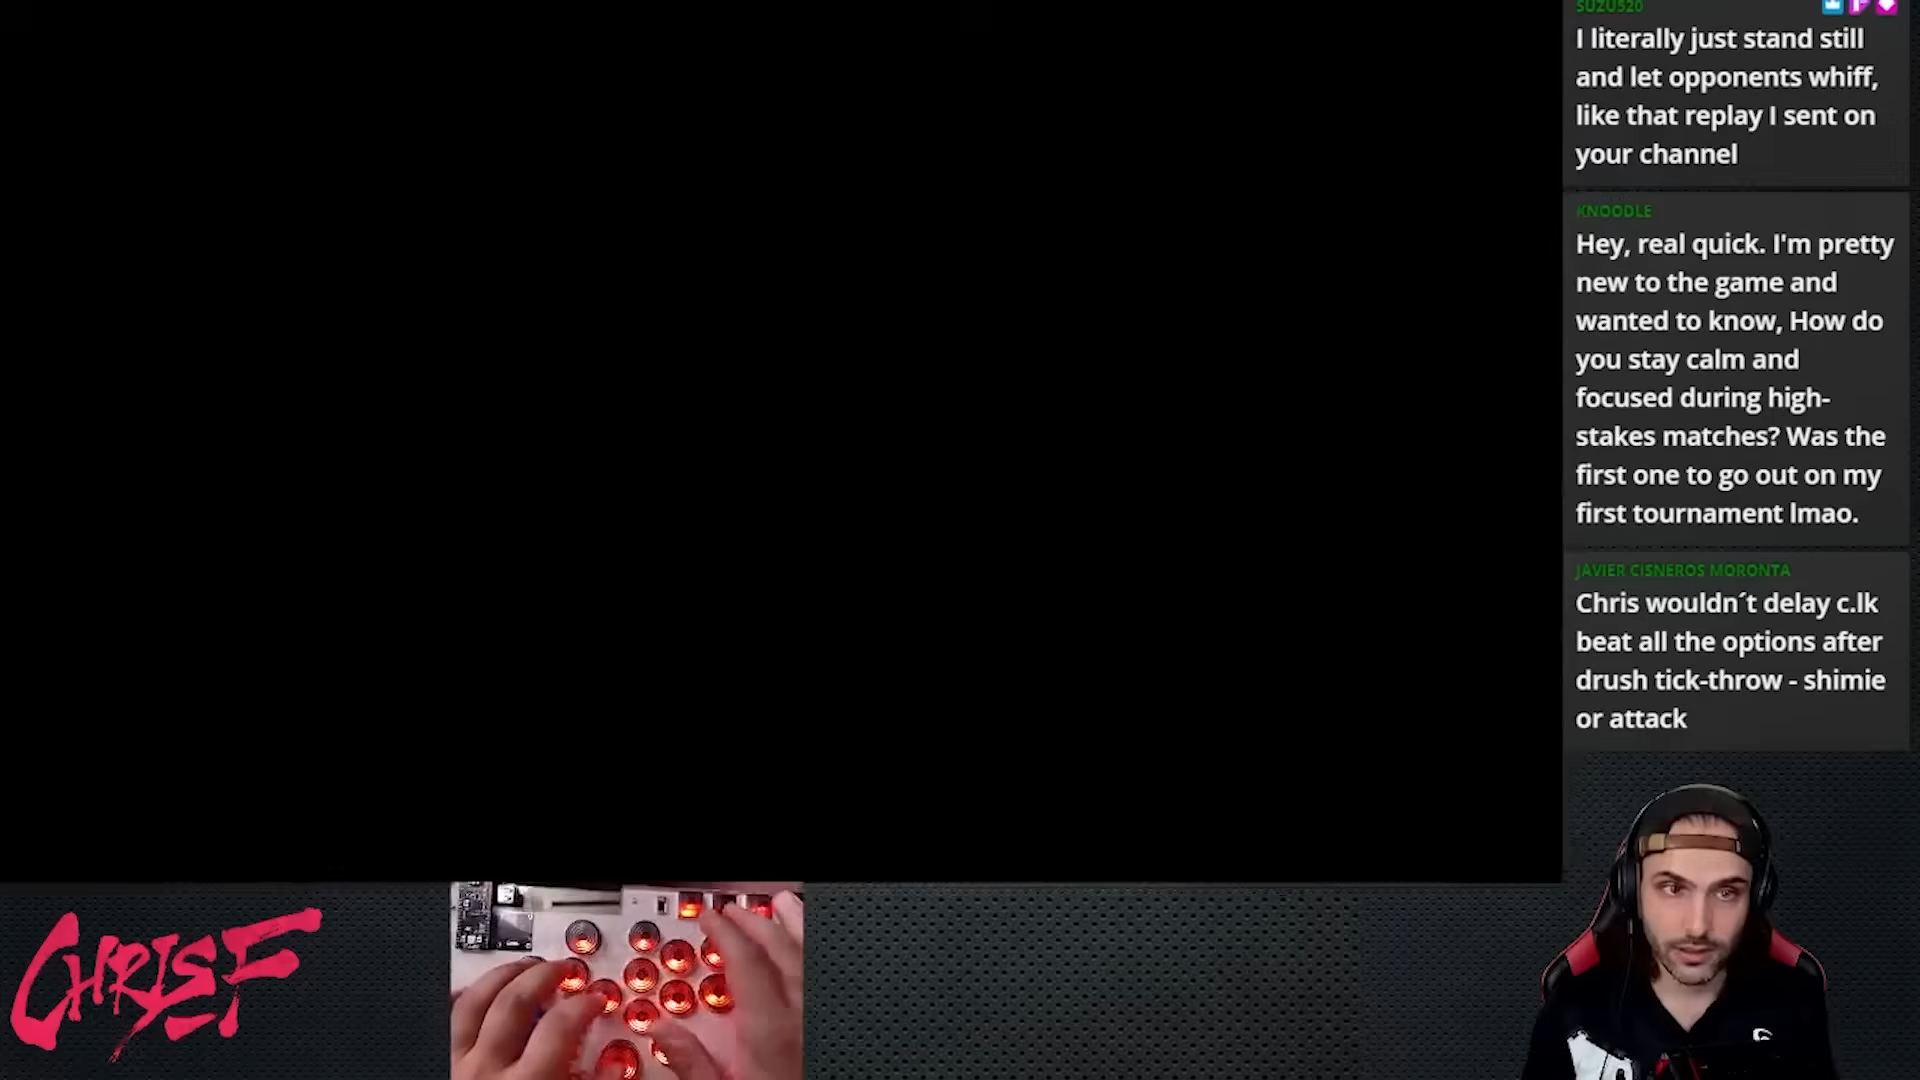 SUZU520
I literally just stand still
and let opponents whiff,
like that replay I sent on
your channel
KNOODLE
Hey, real quick. I'm pretty
new to the game and
wanted to know, How do
you stay calm and
focused during high-
stakes matches? Was the
first one to go out on my
first tournament lmao.
JAVIER CISNEROS MORONTA
Chris wouldn´t delay c.lk
beat all the options after
drush tick-throw - shimie
or attack
CHRIS F